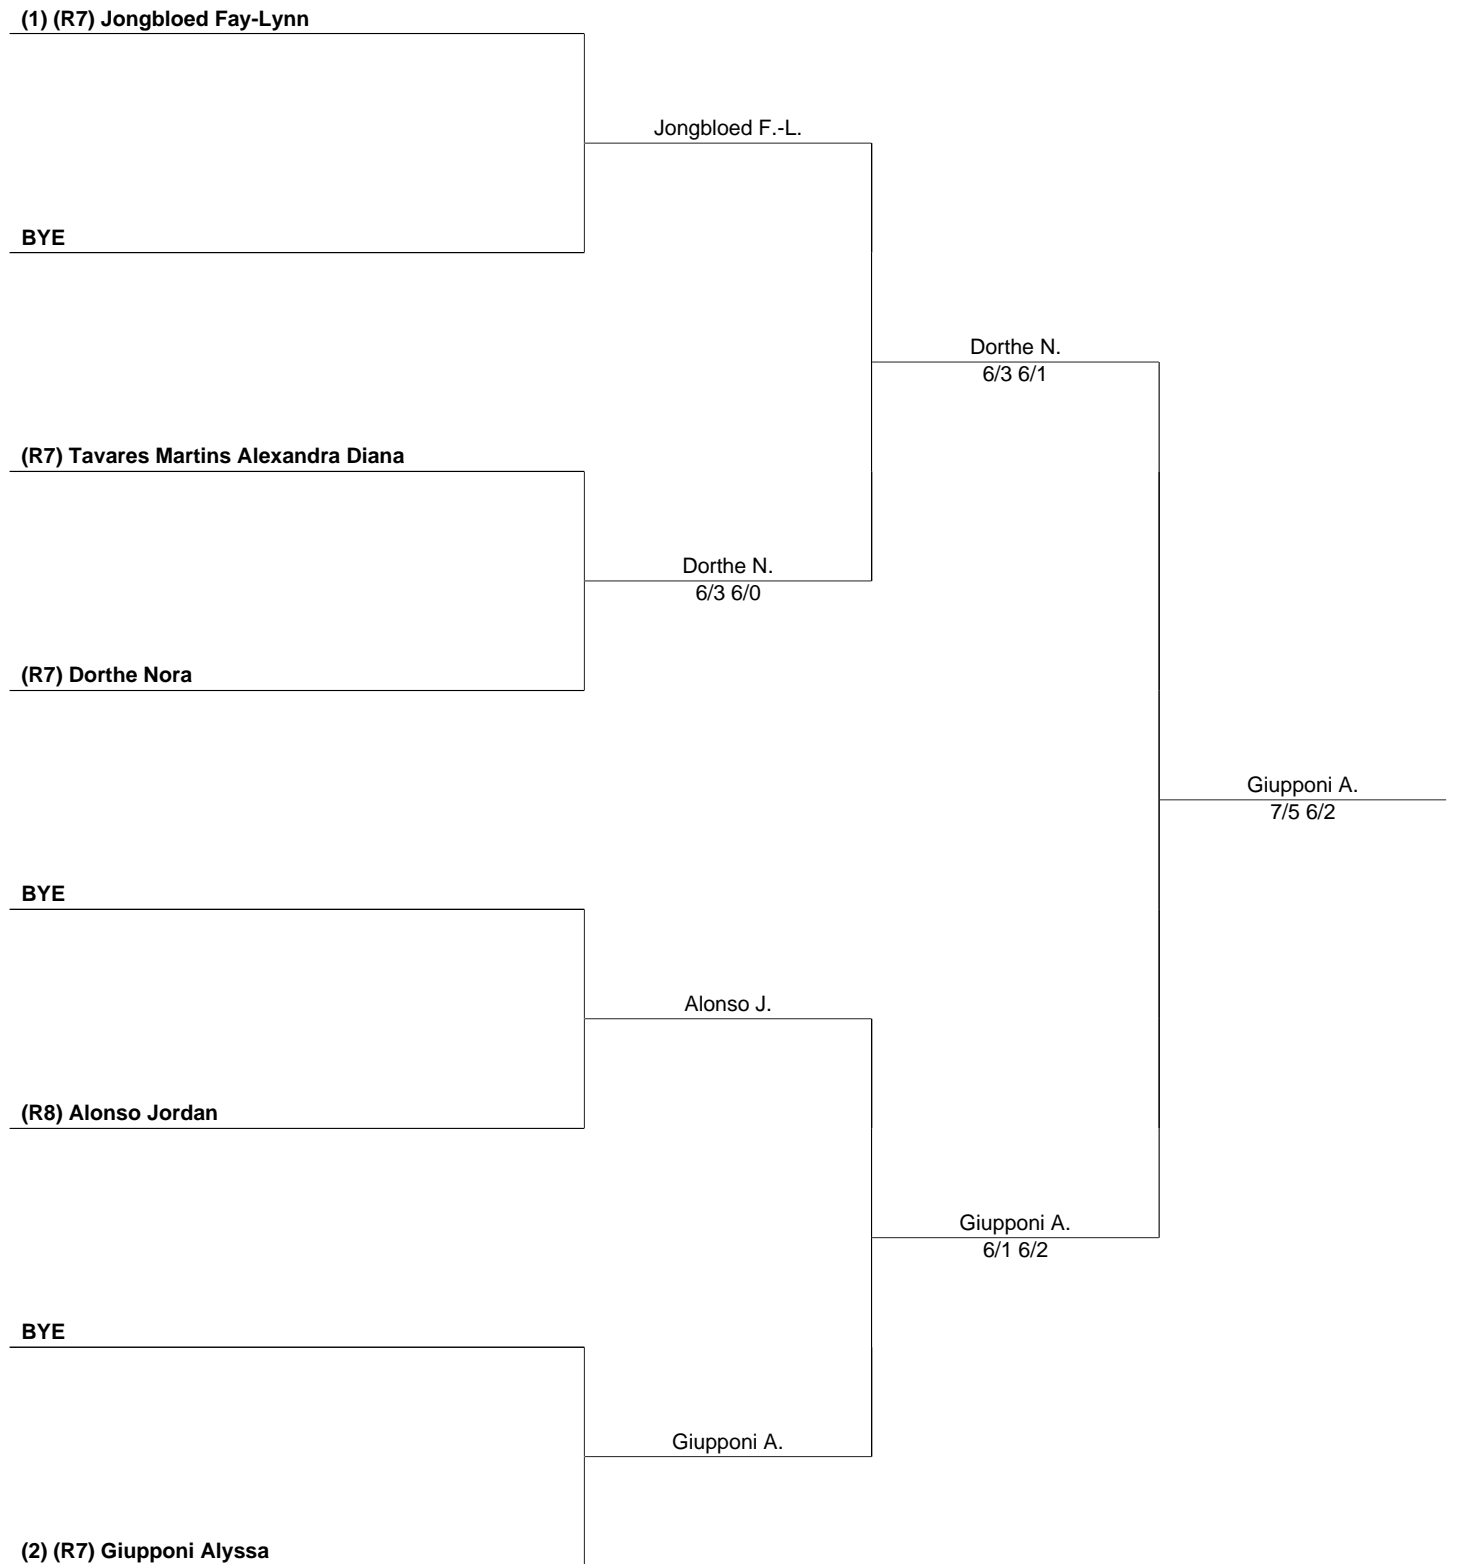 (1) (R7) Jongbloed Fay-Lynn
Jongbloed F.-L.
BYE
Dorthe N.
6/3 6/1
(R7) Tavares Martins Alexandra Diana
Dorthe N.
6/3 6/0
(R7) Dorthe Nora
Giupponi A.
7/5 6/2
BYE
Alonso J.
(R8) Alonso Jordan
Giupponi A.
6/1 6/2
BYE
Giupponi A.
(2) (R7) Giupponi Alyssa